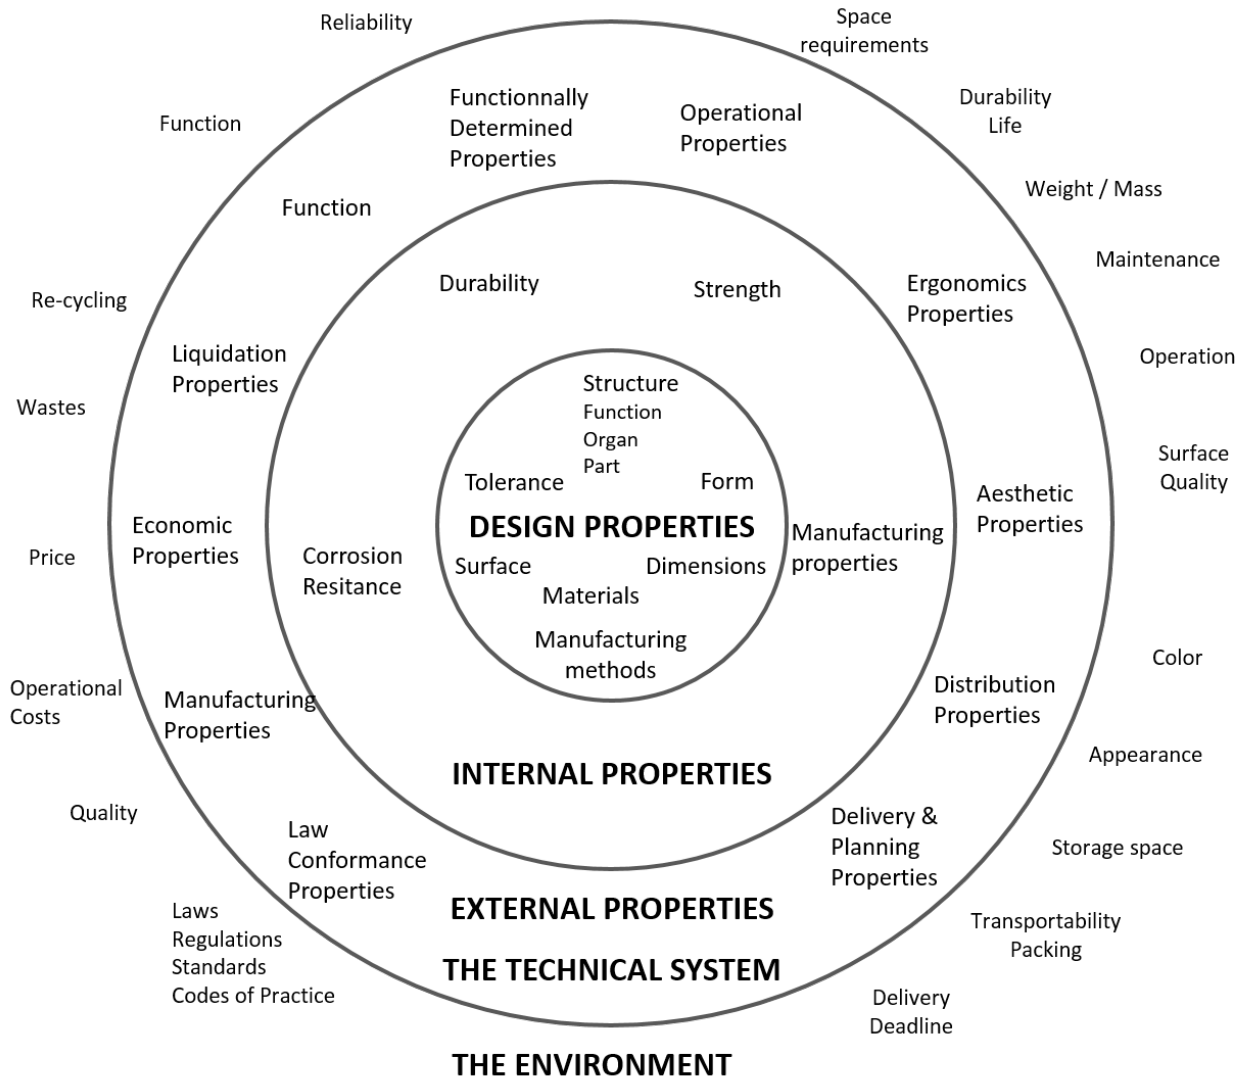 Reliability
Space
requirements
Functionnally
Determined
Properties
Operational
Properties
Durability
Life
Function
Function
Weight / Mass
Maintenance
Durability
Strength
Ergonomics
Properties
Re-cycling
Liquidation
Properties
Operation
Structure
Function
Organ
Part
Wastes
Surface
Quality
Tolerance
Form
Aesthetic
Properties
DESIGN PROPERTIES
Economic
Properties
Manufacturing
properties
Price
Corrosion
Resitance
Surface
Dimensions
Materials
Manufacturing
methods
Color
Operational
Costs
Manufacturing
Properties
Distribution
Properties
Appearance
INTERNAL PROPERTIES
Quality
Law
Conformance
Properties
Delivery &
Planning
Properties
Storage space
EXTERNAL PROPERTIES
Laws
Regulations
Standards
Codes of Practice
Transportability
Packing
THE TECHNICAL SYSTEM
Delivery
Deadline
THE ENVIRONMENT